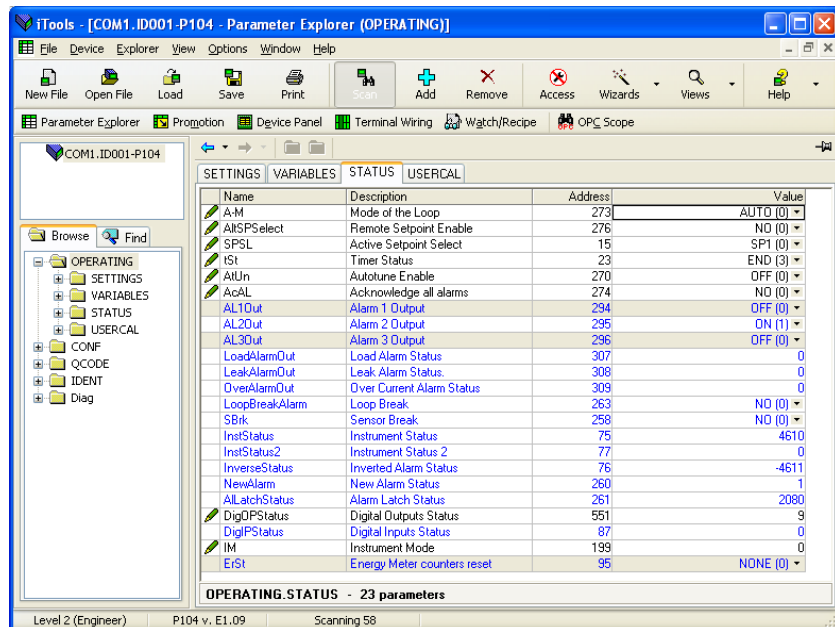 iTools - [COM1.ID001-P104 - Parameter Explorer (OPERATING)]
File Device Explorer View Options Window Help
New File Open File Load Save Print Scan Add Remove Access Wizards Views Help
Parameter Explorer Promotion Device Panel Terminal Wiring Watch/Recipe OPC Scope
COM1.ID001-P104
Browse Find
OPERATING
SETTINGS
VARIABLES
STATUS
USERCAL
CONF
QCODE
IDENT
Diag
SETTINGS VARIABLES STATUS USERCAL
Name Description Address Value
A-M Mode of the Loop 273 AUTO (0)
AltSPSelect Remote Setpoint Enable 276 NO (0)
SPSL Active Setpoint Select 15 SP1 (0)
tSt Timer Status 23 END (3)
AtUn Autotune Enable 270 OFF (0)
AcAL Acknowledge all alarms 274 NO (0)
AL1Out Alarm 1 Output 294 OFF (0)
AL2Out Alarm 2 Output 295 ON (1)
AL3Out Alarm 3 Output 296 OFF (0)
LoadAlarmOut Load Alarm Status 307 0
LeakAlarmOut Leak Alarm Status. 308 0
OverAlarmOut Over Current Alarm Status 309 0
LoopBreakAlarm Loop Break 263 NO (0)
SBrk Sensor Break 258 NO (0)
InstStatus Instrument Status 75 4610
InstStatus2 Instrument Status 2 77 0
InverseStatus Inverted Alarm Status 76 -4611
NewAlarm New Alarm Status 260 1
AlLatchStatus Alarm Latch Status 261 2080
DigOPStatus Digital Outputs Status 551 9
DigIPStatus Digital Inputs Status 87 0
IM Instrument Mode 199 0
ErSt Energy Meter counters reset 95 NONE (0)
OPERATING.STATUS - 23 parameters
Level 2 (Engineer) P104 v. E1.09 Scanning 58